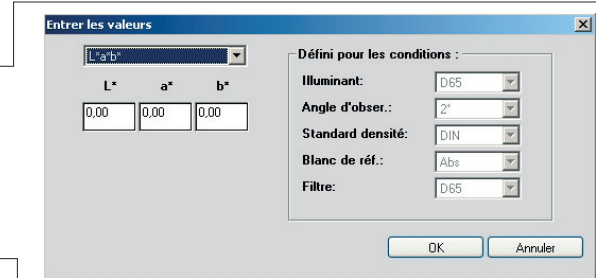 Entrer les valeurs
L*a*b*
L* a* b*
0,00 0,00 0,00
Défini pour les conditions :
Illuminant: D65
Angle d'obser.: 2°
Standard densité: DIN
Blanc de réf.: Abs
Filtre: D65
OK Annuler